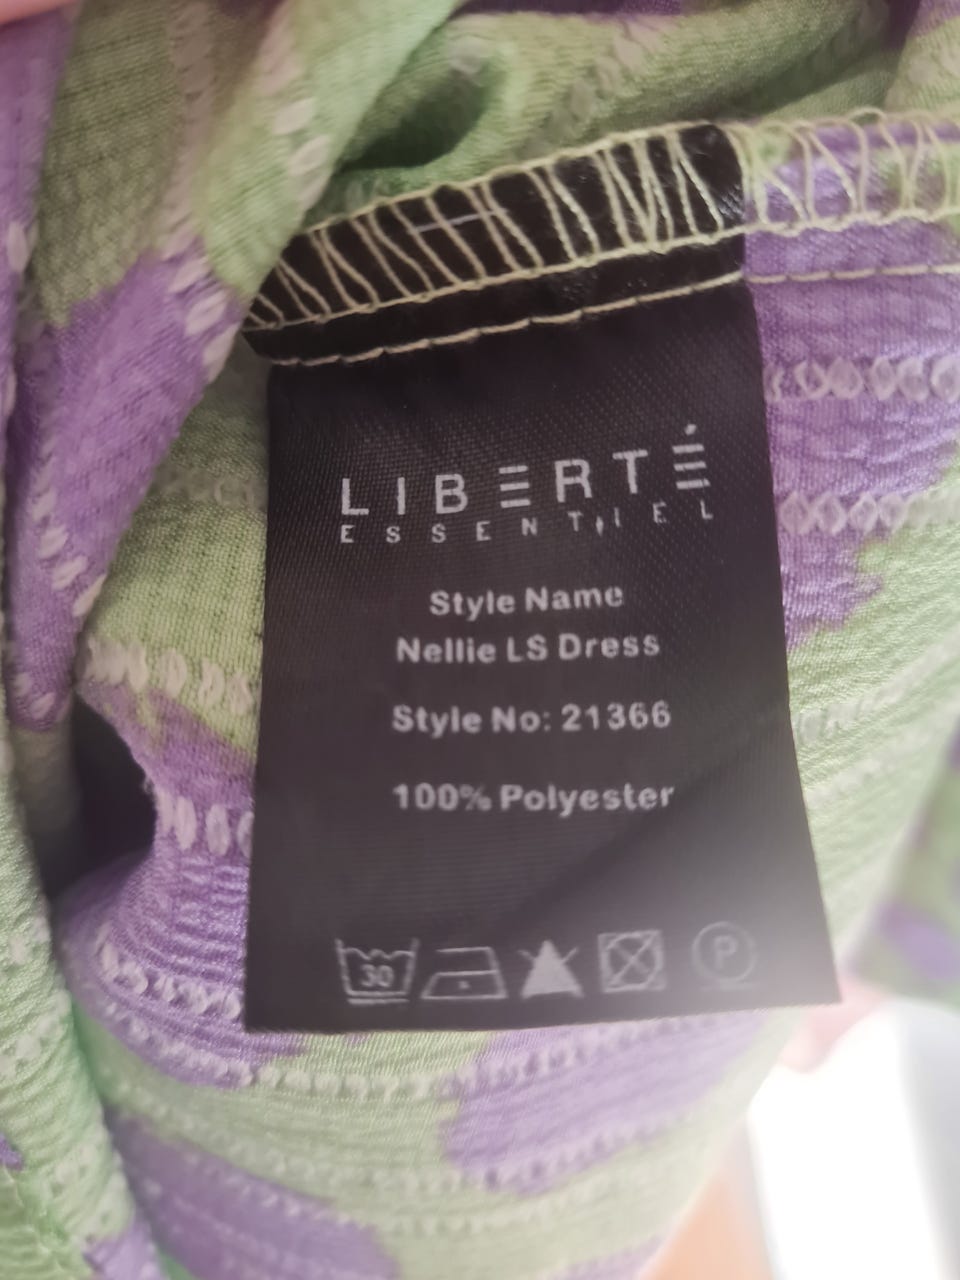 LIBERTÉ
ESSENTIEL
Style Name
Nellie LS Dress
Style No: 21366
100% Polyester
30 P